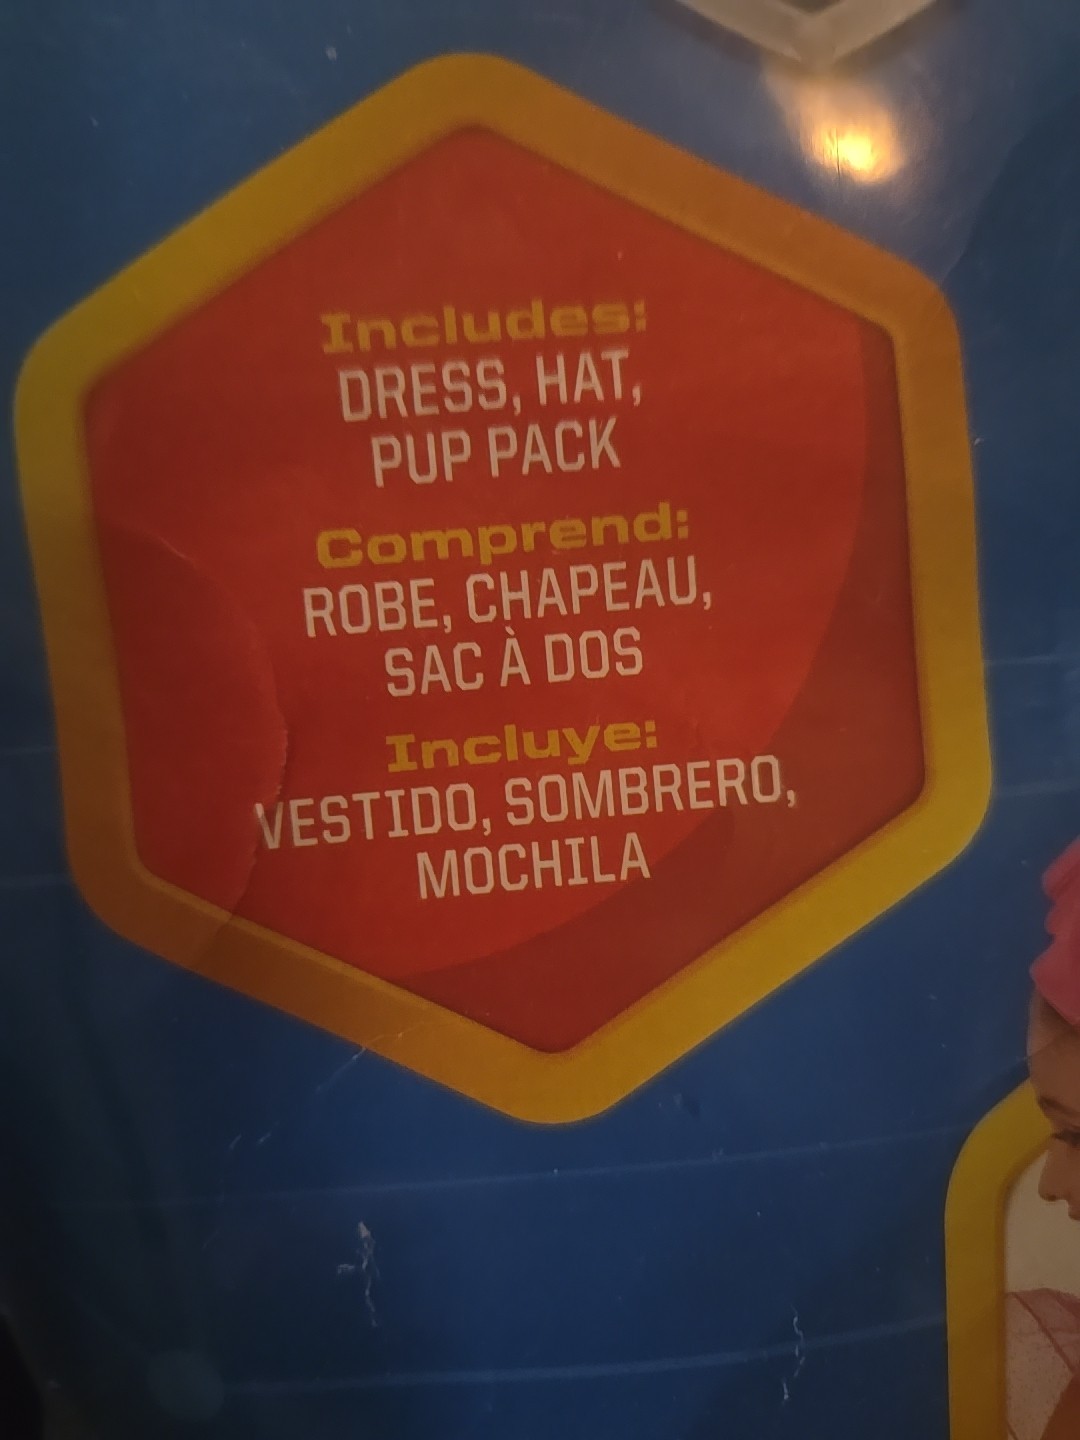 Includes:
DRESS, HAT,
PUP PACK
Comprend:
ROBE, CHAPEAU,
SAC À DOS
Incluye:
VESTIDO, SOMBRERO,
MOCHILA